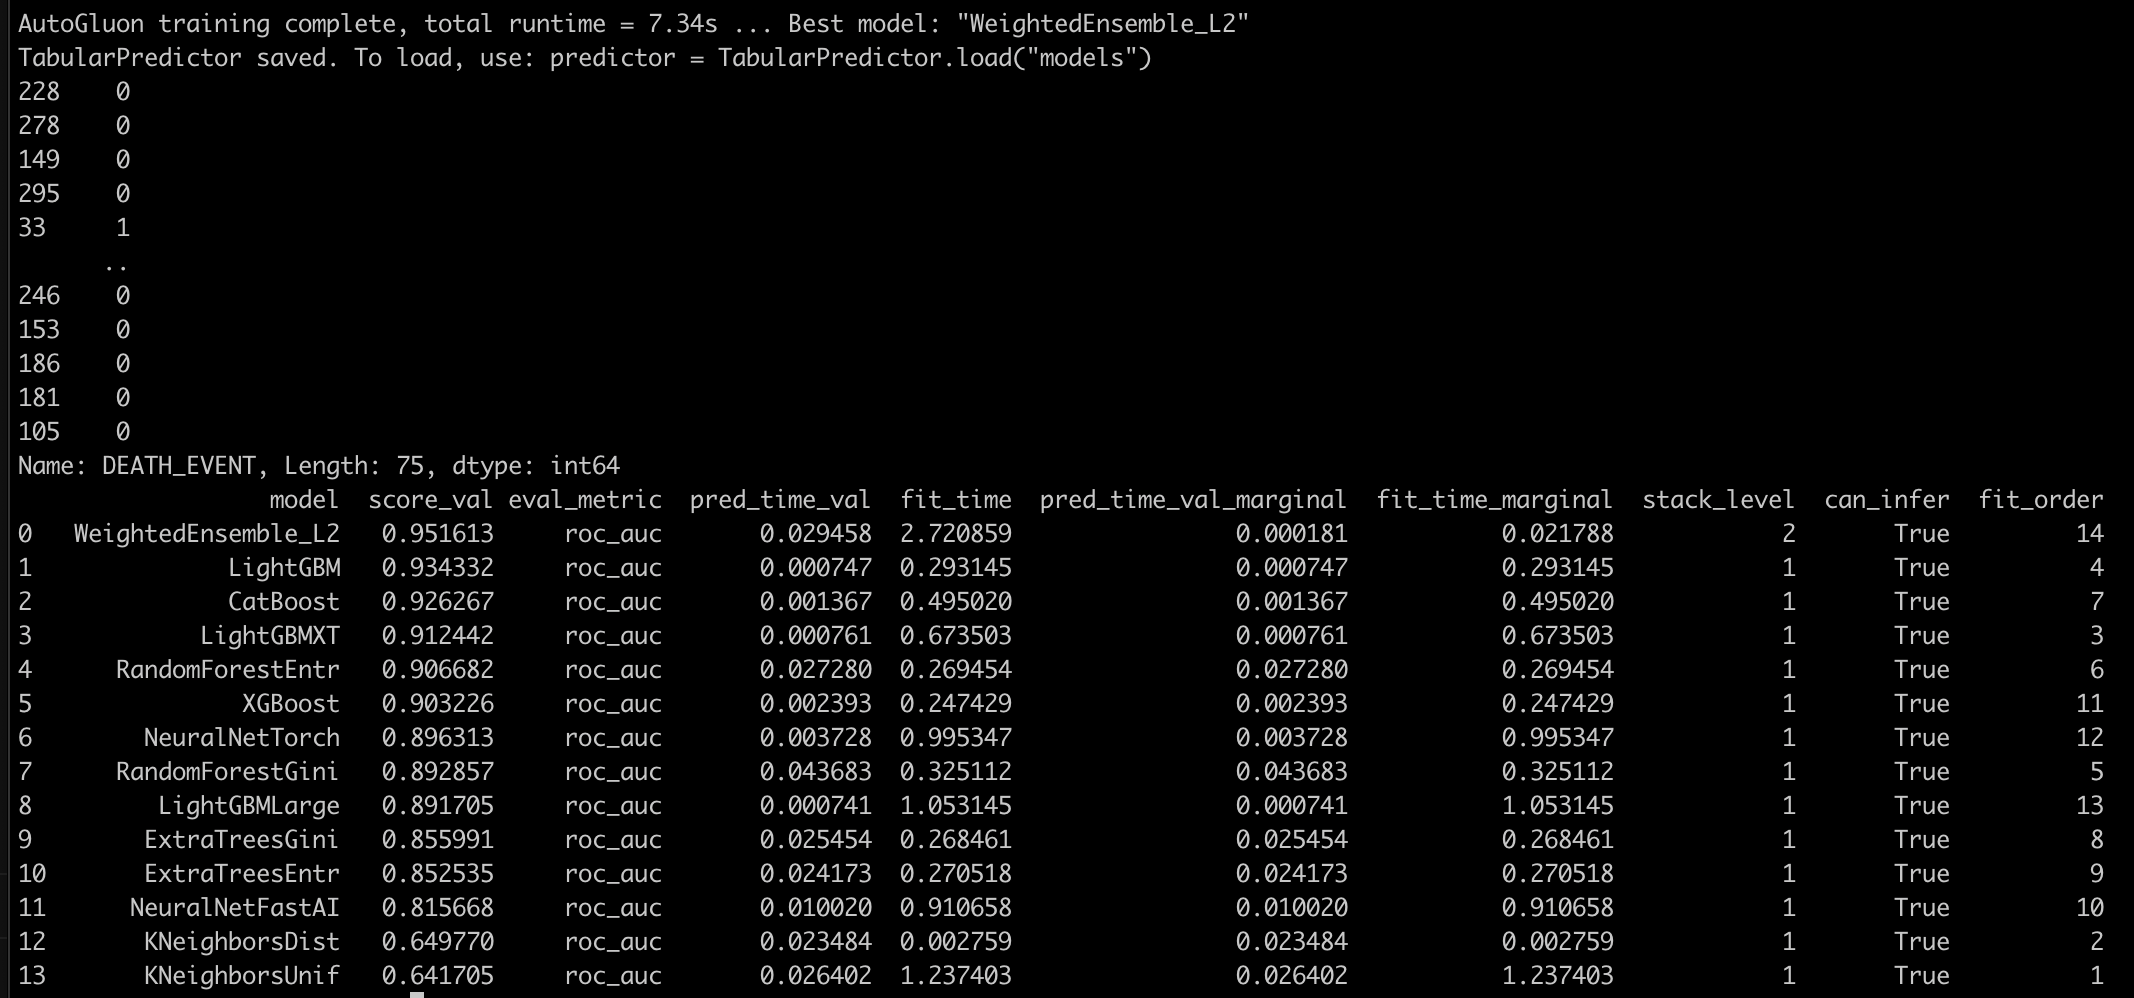 AutoGluon training complete, total runtime = 7.34s ... Best model: "WeightedEnsemble_L2"
TabularPredictor saved. To load, use: predictor = TabularPredictor.load("models")
228    0
278    0
149    0
295    0
33     1
      ..
246    0
153    0
186    0
181    0
105    0
Name: DEATH_EVENT, Length: 75, dtype: int64
                  model  score_val eval_metric  pred_time_val  fit_time  pred_time_val_marginal  fit_time_marginal  stack_level  can_infer  fit_order
0   WeightedEnsemble_L2   0.951613     roc_auc       0.029458  2.720859                0.000181           0.021788            2       True         14
1              LightGBM   0.934332     roc_auc       0.000747  0.293145                0.000747           0.293145            1       True          4
2              CatBoost   0.926267     roc_auc       0.001367  0.495020                0.001367           0.495020            1       True          7
3            LightGBMXT   0.912442     roc_auc       0.000761  0.673503                0.000761           0.673503            1       True          3
4      RandomForestEntr   0.906682     roc_auc       0.027280  0.269454                0.027280           0.269454            1       True          6
5               XGBoost   0.903226     roc_auc       0.002393  0.247429                0.002393           0.247429            1       True         11
6        NeuralNetTorch   0.896313     roc_auc       0.003728  0.995347                0.003728           0.995347            1       True         12
7      RandomForestGini   0.892857     roc_auc       0.043683  0.325112                0.043683           0.325112            1       True          5
8         LightGBMLarge   0.891705     roc_auc       0.000741  1.053145                0.000741           1.053145            1       True         13
9        ExtraTreesGini   0.855991     roc_auc       0.025454  0.268461                0.025454           0.268461            1       True          8
10       ExtraTreesEntr   0.852535     roc_auc       0.024173  0.270518                0.024173           0.270518            1       True          9
11      NeuralNetFastAI   0.815668     roc_auc       0.010020  0.910658                0.010020           0.910658            1       True         10
12       KNeighborsDist   0.649770     roc_auc       0.023484  0.002759                0.023484           0.002759            1       True          2
13       KNeighborsUnif   0.641705     roc_auc       0.026402  1.237403                0.026402           1.237403            1       True          1